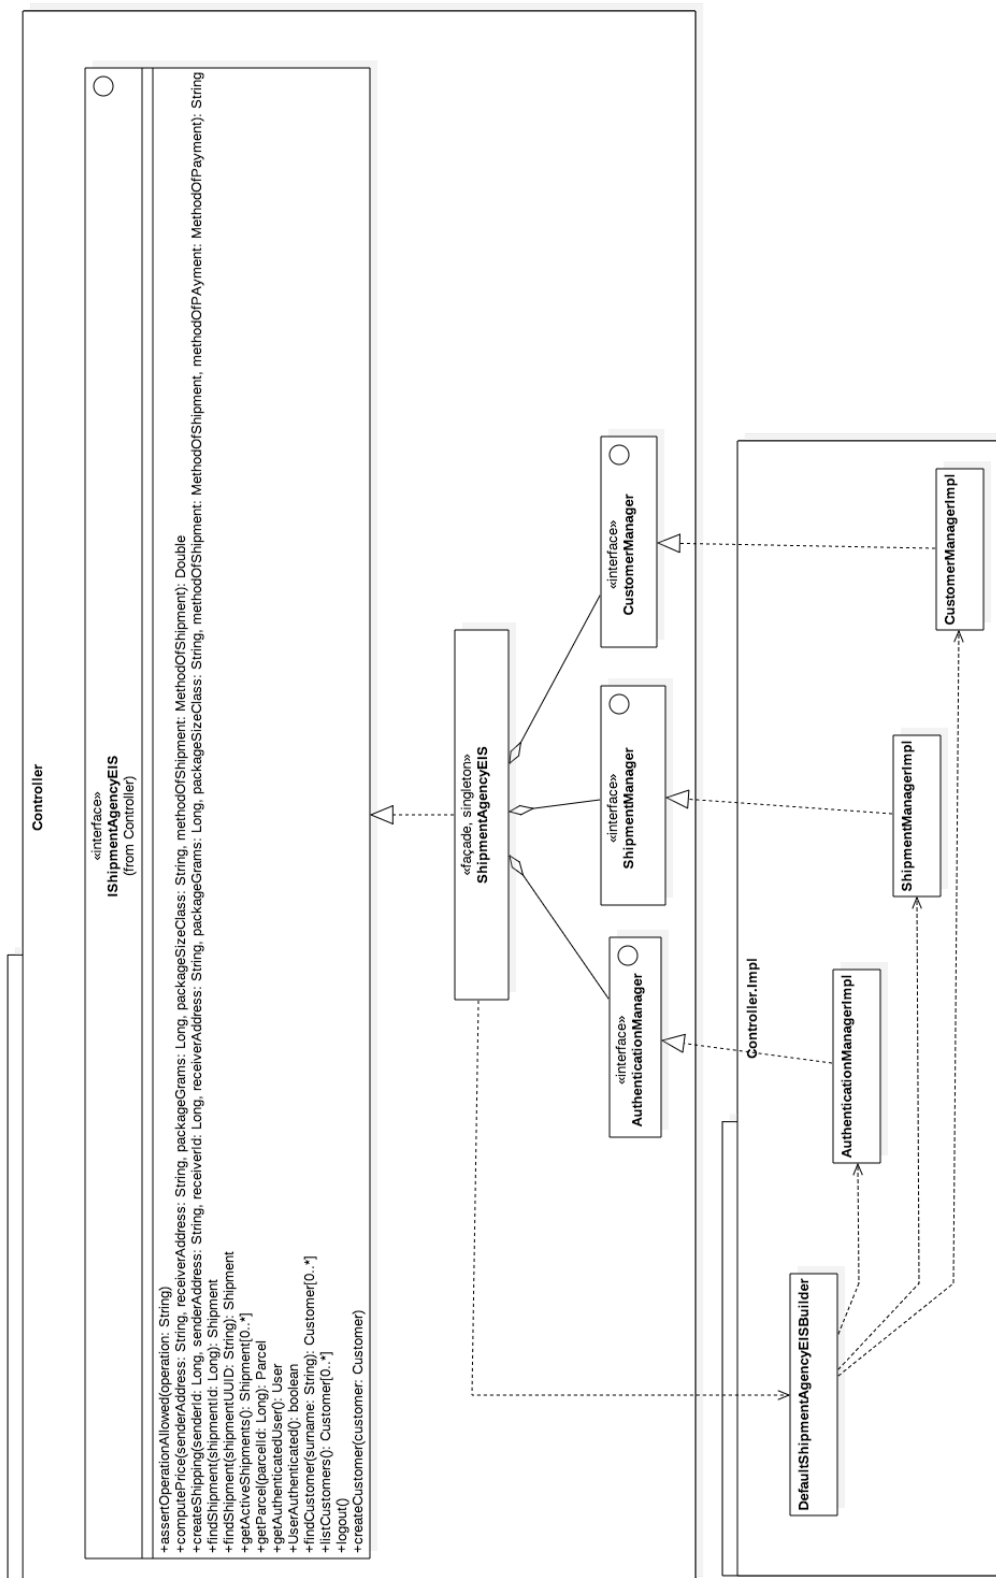 Controller
«interface»
IShipmentAgencyEIS
(from Controller)
+assertOperationAllowed(operation: String)
+computePrice(senderAddress: String, receiverAddress: String, packageGrams: Long, packageSizeClass: String, methodOfShipment: MethodOfShipment): Double
+createShipping(senderId: Long, senderAddress: String, receiverId: Long, receiverAddress: String, packageGrams: Long, packageSizeClass: String, methodOfShipment: MethodOfShipment, methodOfPAyment: MethodOfPayment): String
+findShipment(shipmentId: Long): Shipment
+findShipment(shipmentUUID: String): Shipment
+getActiveShipments(): Shipment[0..*]
+getParcel(parcelId: Long): Parcel
+getAuthenticatedUser(): User
+UserAuthenticated(): boolean
+findCustomer(surname: String): Customer[0..*]
+listCustomers(): Customer[0..*]
+logout()
+createCustomer(customer: Customer)
«façade, singleton»
ShipmentAgencyEIS
«interface»
AuthenticationManager
«interface»
ShipmentManager
«interface»
CustomerManager
Controller.Impl
DefaultShipmentAgencyEISBuilder
AuthenticationManagerImpl
ShipmentManagerImpl
CustomerManagerImpl